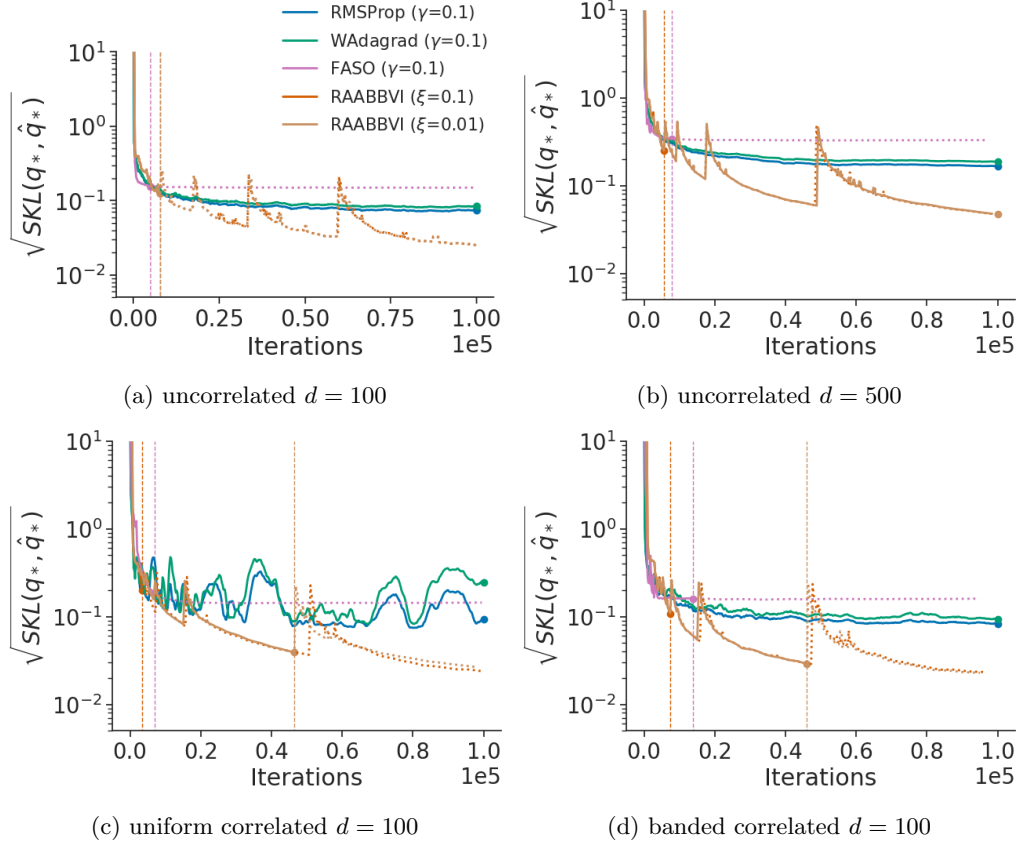 RMSProp (γ=0.1)
WAdagrad (γ=0.1)
FASO (γ=0.1)
RAABBVI (ξ=0.1)
RAABBVI (ξ=0.01)
√SKL(q*, q̂*)
10¹
10⁰
10⁻¹
10⁻²
0.00 0.25 0.50 0.75 1.00
Iterations 1e5
(a) uncorrelated d = 100
√SKL(q*, q̂*)
10¹
10⁰
10⁻¹
10⁻²
0.0 0.2 0.4 0.6 0.8 1.0
Iterations 1e5
(b) uncorrelated d = 500
√SKL(q*, q̂*)
10¹
10⁰
10⁻¹
10⁻²
0.0 0.2 0.4 0.6 0.8 1.0
Iterations 1e5
(c) uniform correlated d = 100
√SKL(q*, q̂*)
10¹
10⁰
10⁻¹
10⁻²
0.0 0.2 0.4 0.6 0.8 1.0
Iterations 1e5
(d) banded correlated d = 100